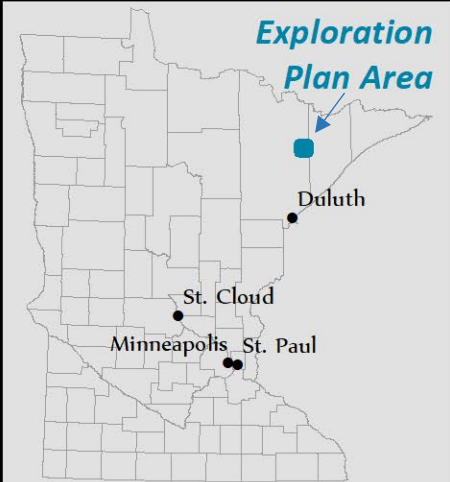 Exploration
Plan Area
Duluth
St. Cloud
Minneapolis St. Paul